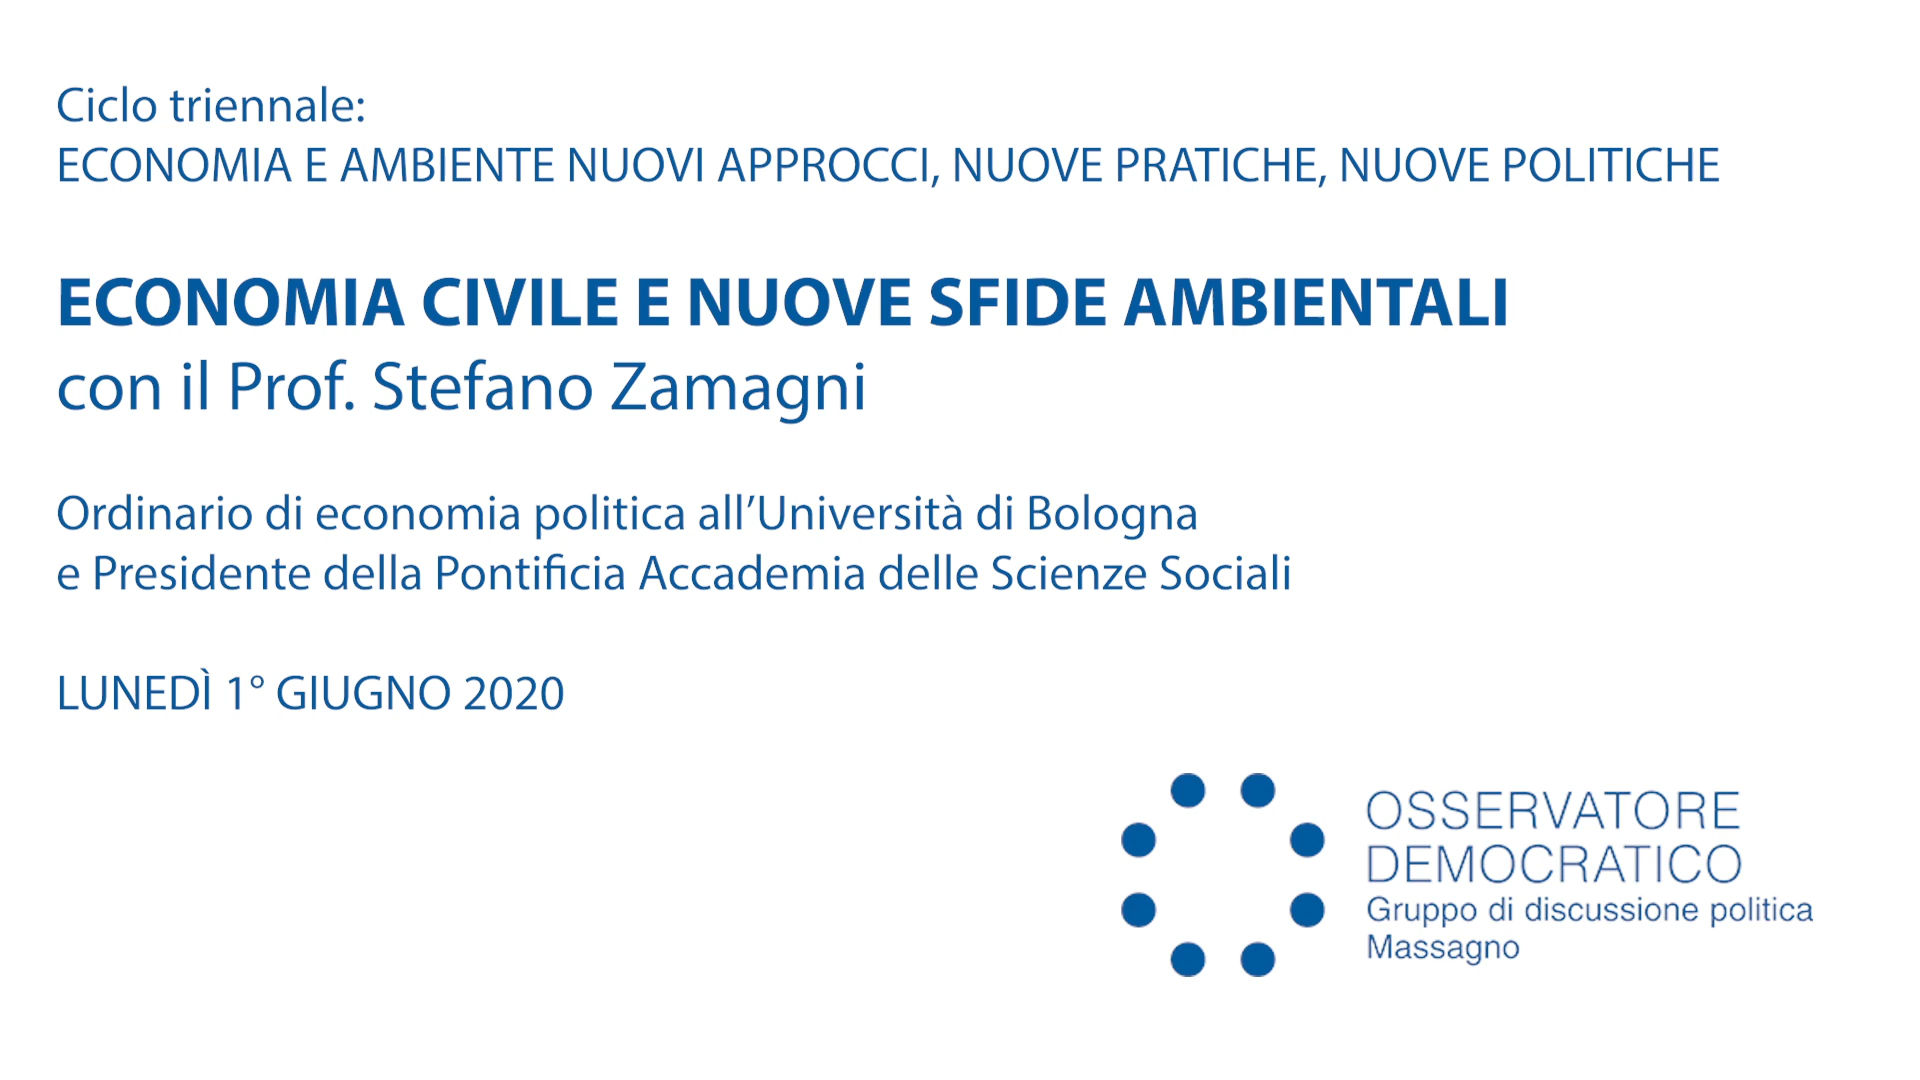 Ciclo triennale:
ECONOMIA E AMBIENTE NUOVI APPROCCI, NUOVE PRATICHE, NUOVE POLITICHE
ECONOMIA CIVILE E NUOVE SFIDE AMBIENTALI
con il Prof. Stefano Zamagni
Ordinario di economia politica all’Università di Bologna
e Presidente della Pontificia Accademia delle Scienze Sociali
LUNEDÌ 1° GIUGNO 2020
OSSERVATORE
DEMOCRATICO
Gruppo di discussione politica
Massagno